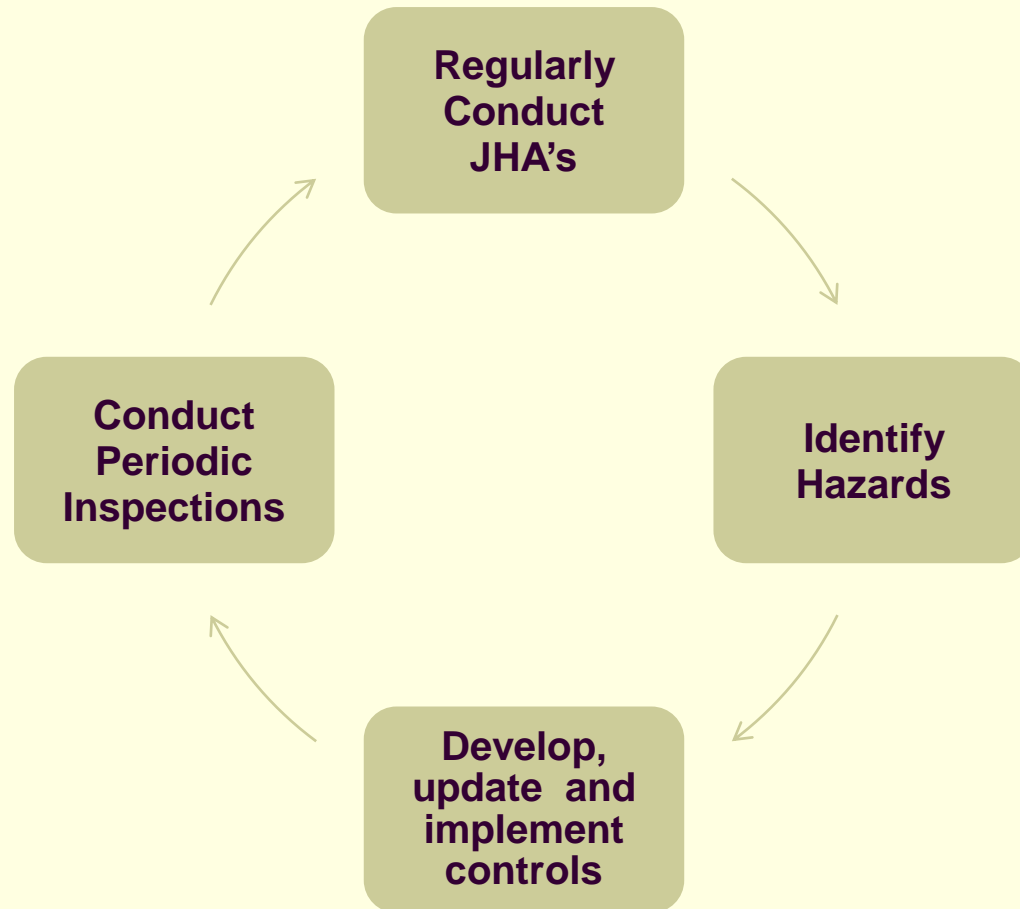 Regularly
Conduct
JHA’s
Conduct
Periodic
Inspections
Identify
Hazards
Develop,
update  and
implement
controls